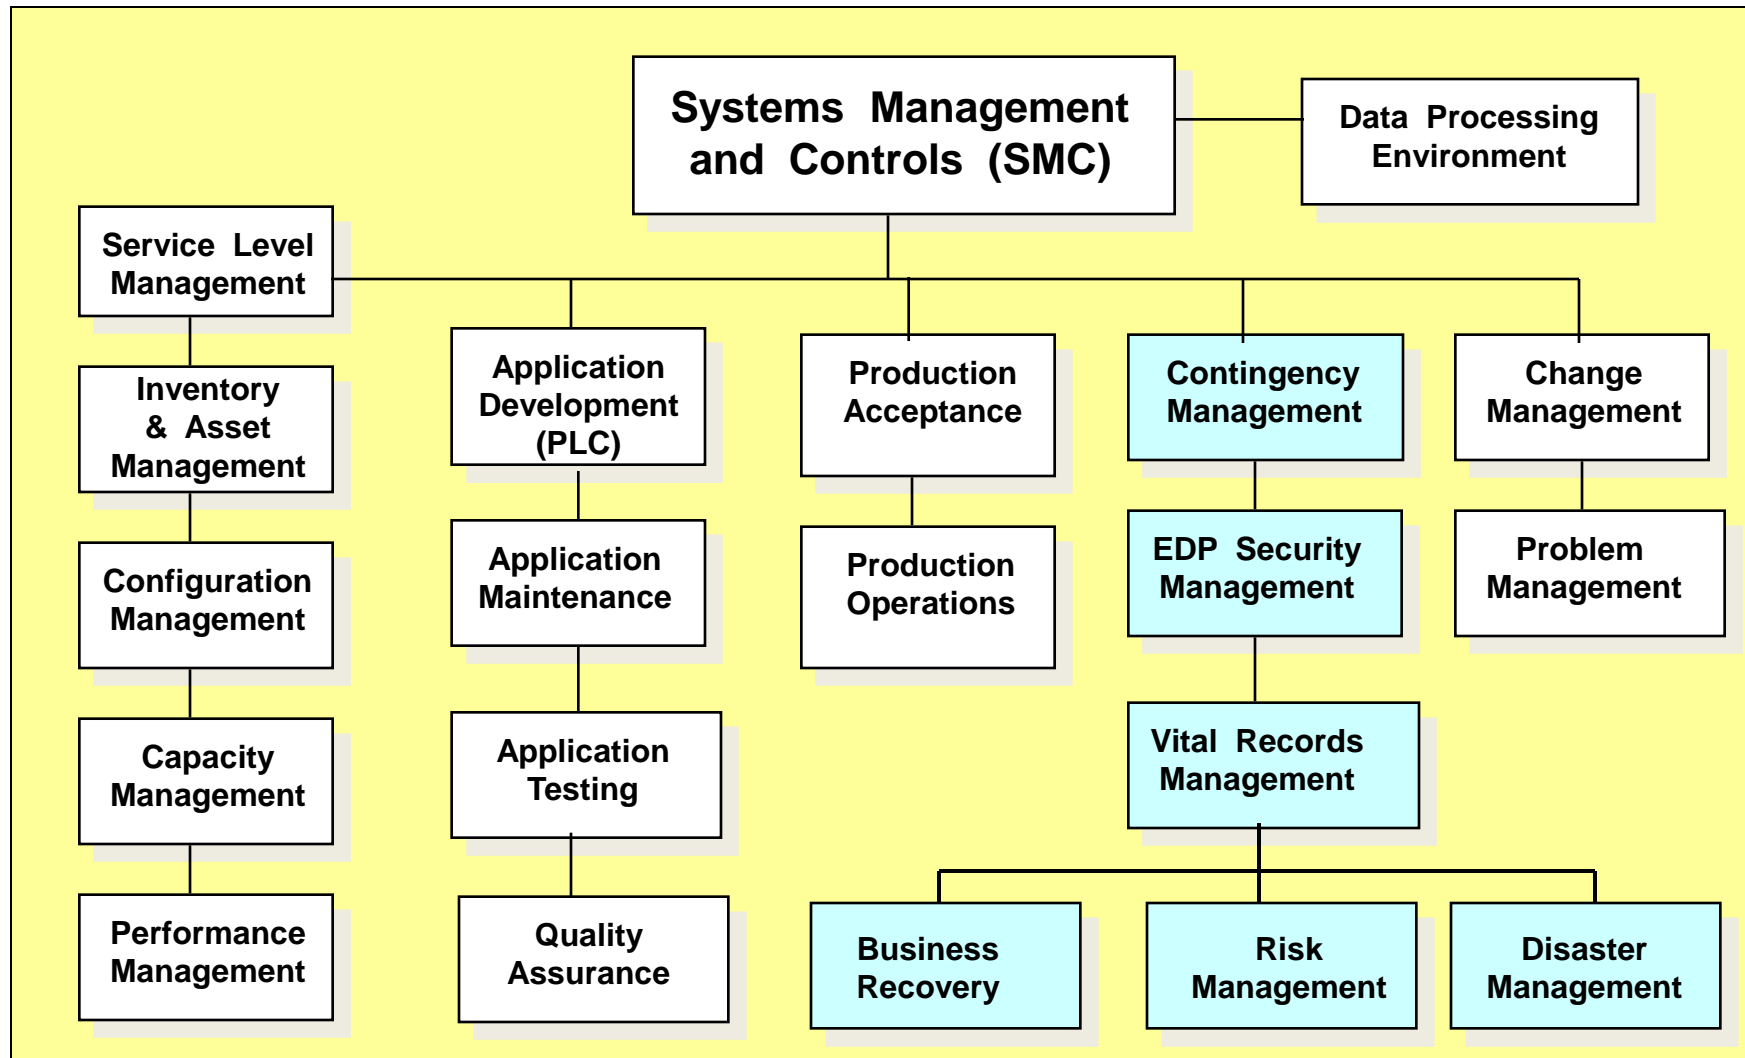 Systems Management
and Controls (SMC)
Data Processing
Environment
Service Level
Management
Inventory
& Asset
Management
Configuration
Management
Capacity
Management
Performance
Management
Application
Development
(PLC)
Application
Maintenance
Application
Testing
Quality
Assurance
Production
Acceptance
Production
Operations
Contingency
Management
EDP Security
Management
Vital Records
Management
Business
Recovery
Risk
Management
Disaster
Management
Change
Management
Problem
Management